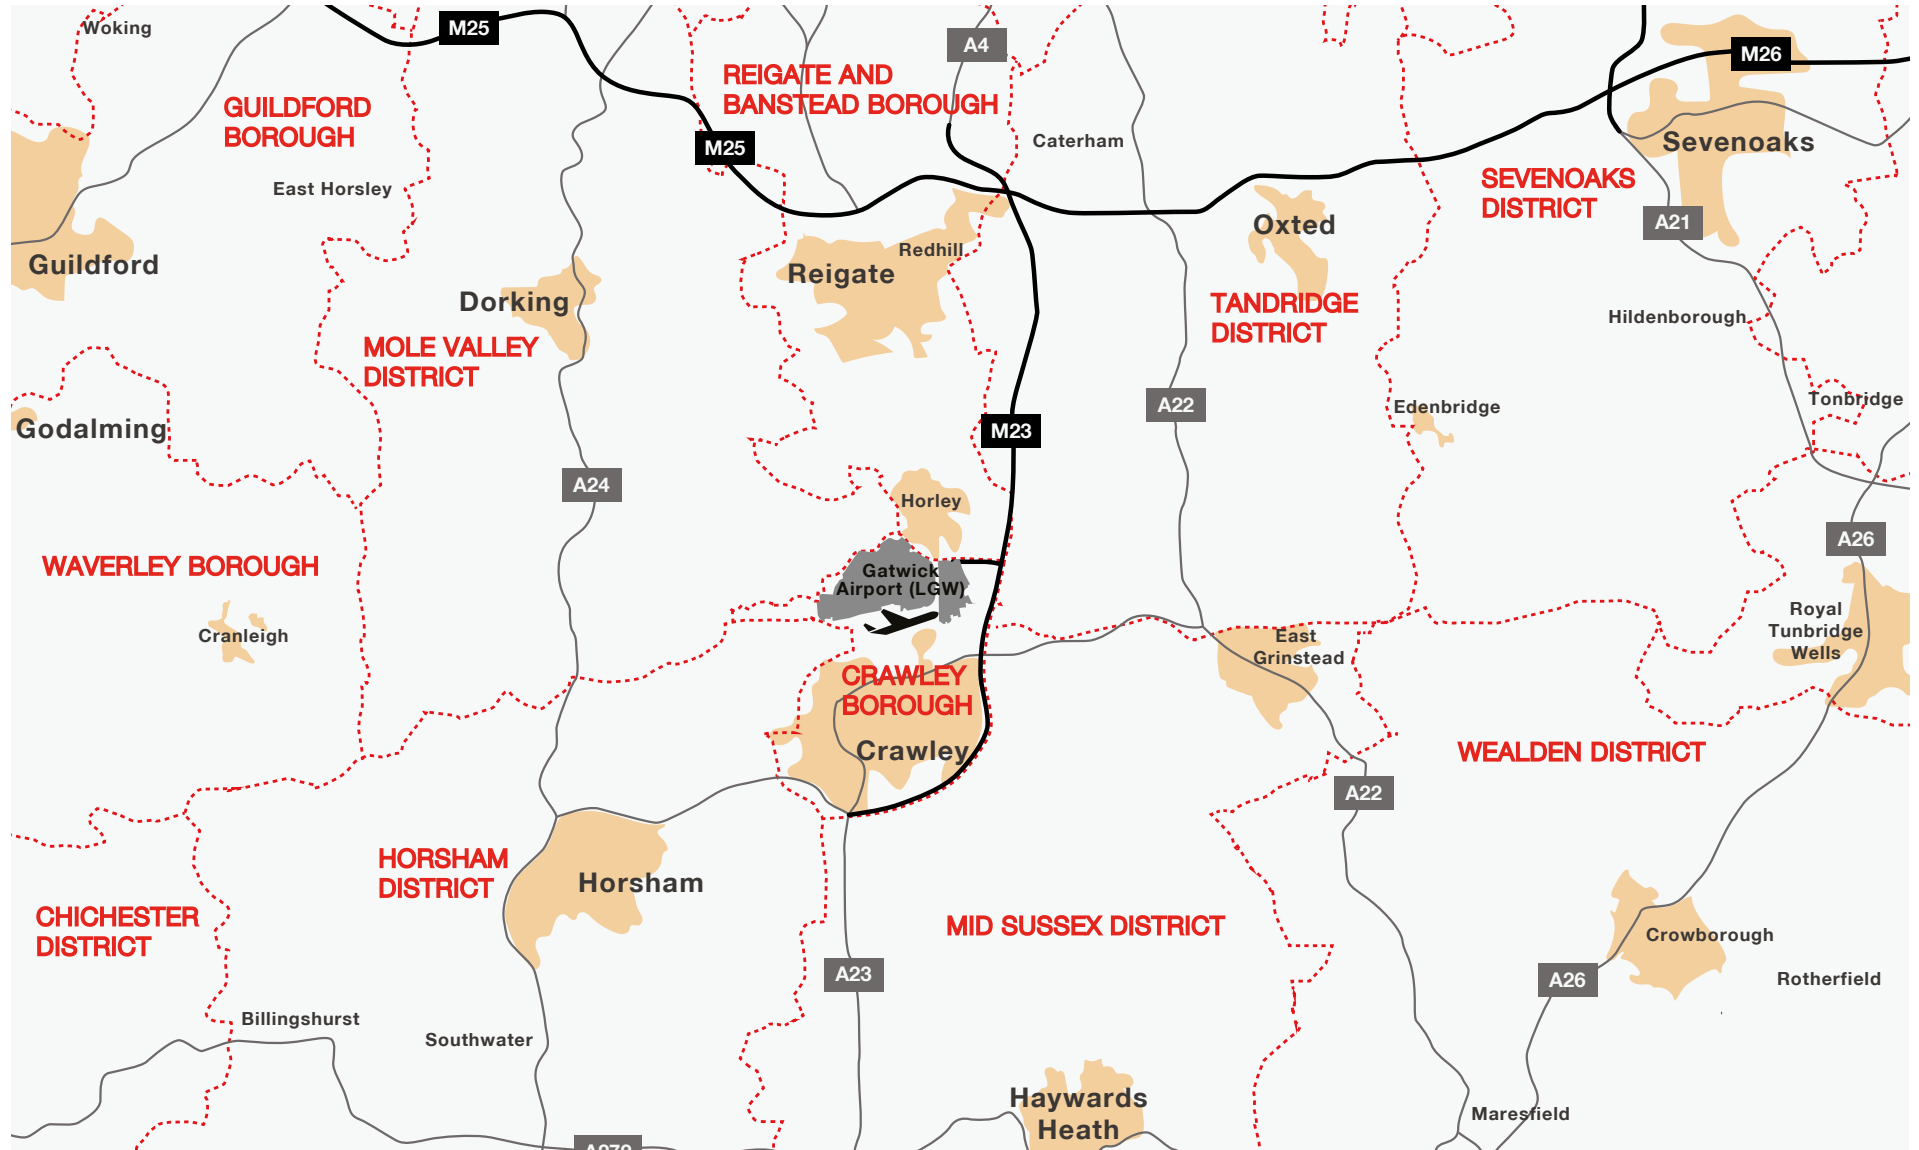 Woking
M25
A4
M26
REIGATE AND
BANSTEAD BOROUGH
GUILDFORD
BOROUGH
M25
Caterham
Sevenoaks
East Horsley
SEVENOAKS
DISTRICT
A21
Oxted
Guildford
Redhill
Reigate
Dorking
TANDRIDGE
DISTRICT
Hildenborough
MOLE VALLEY
DISTRICT
Godalming
A22
Edenbridge
Tonbridge
M23
A24
Horley
A26
WAVERLEY BOROUGH
Gatwick
Airport (LGW)
Cranleigh
East
Grinstead
Royal
Tunbridge
Wells
CRAWLEY
BOROUGH
Crawley
WEALDEN DISTRICT
A22
HORSHAM
DISTRICT
Horsham
CHICHESTER
DISTRICT
MID SUSSEX DISTRICT
Crowborough
A23
A26
Rotherfield
Billingshurst
Southwater
Haywards
Heath
Maresfield